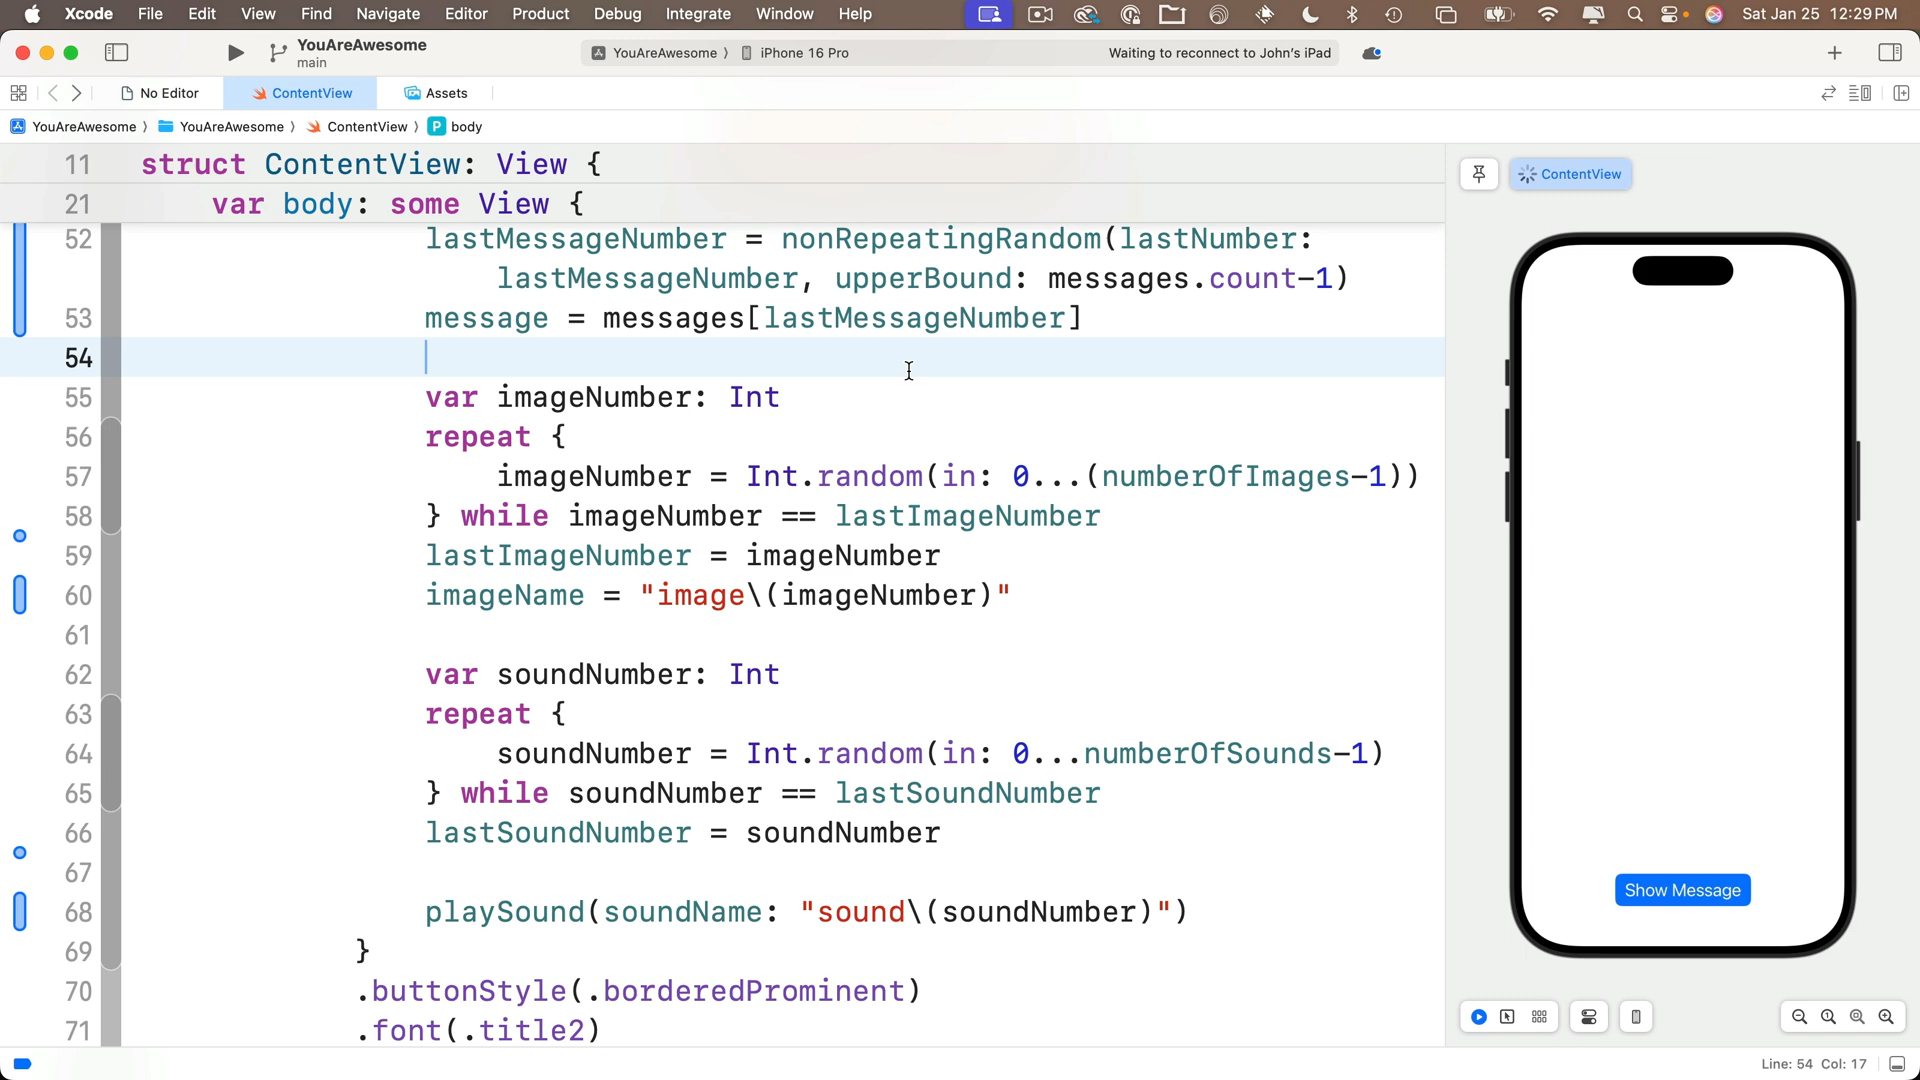 Xcode File Edit View Find Navigate Editor Product Debug Integrate Window Help Sat Jan 25 12:29 PM
YouAreAwesome
main
YouAreAwesome 〉 iPhone 16 Pro Waiting to reconnect to John's iPad
No Editor ContentView Assets
YouAreAwesome 〉 YouAreAwesome 〉 ContentView 〉 P body
11 struct ContentView: View {
21 var body: some View {
52 lastMessageNumber = nonRepeatingRandom(lastNumber:
lastMessageNumber, upperBound: messages.count-1)
53 message = messages[lastMessageNumber]
54
55 var imageNumber: Int
56 repeat {
57 imageNumber = Int.random(in: 0...(numberOfImages-1))
58 } while imageNumber == lastImageNumber
59 lastImageNumber = imageNumber
60 imageName = "image\(imageNumber)"
61
62 var soundNumber: Int
63 repeat {
64 soundNumber = Int.random(in: 0...numberOfSounds-1)
65 } while soundNumber == lastSoundNumber
66 lastSoundNumber = soundNumber
67
68 playSound(soundName: "sound\(soundNumber)")
69 }
70 .buttonStyle(.borderedProminent)
71 .font(.title2)
ContentView
Show Message
Line: 54 Col: 17